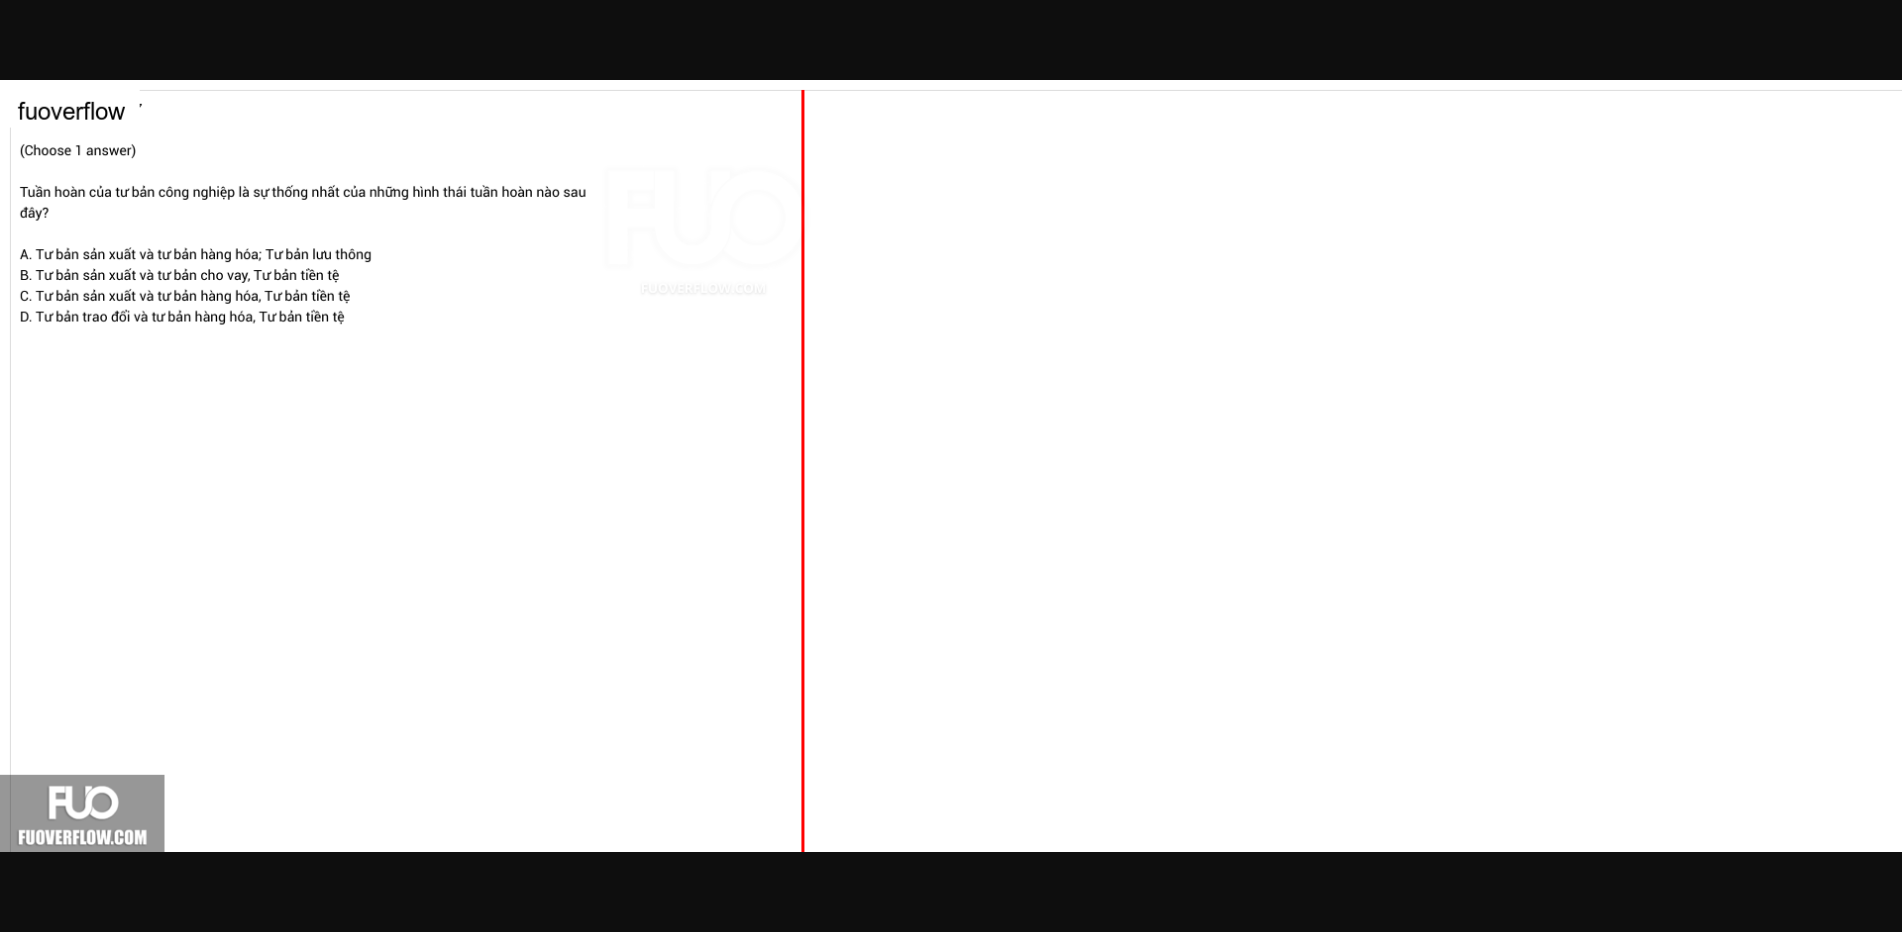 fuoverflow
(Choose 1 answer)
Tuần hoàn của tư bản công nghiệp là sự thống nhất của những hình thái tuần hoàn nào sau
đây?
A. Tư bản sản xuất và tư bản hàng hóa; Tư bản lưu thông
B. Tư bản sản xuất và tư bản cho vay, Tư bản tiền tệ
C. Tư bản sản xuất và tư bản hàng hóa, Tư bản tiền tệ
D. Tư bản trao đổi và tư bản hàng hóa, Tư bản tiền tệ
FUO
FUOVERFLOW.COM
FUO
FUOVERFLOW.COM